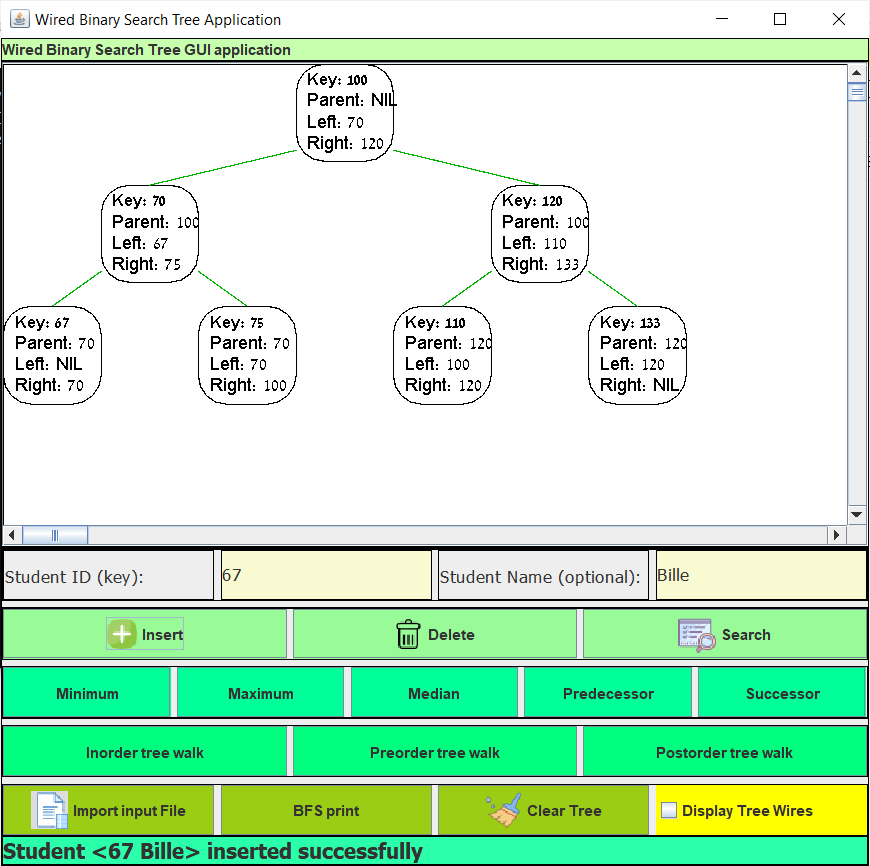 Wired Binary Search Tree Application
Wired Binary Search Tree GUI application
Key: 100
Parent: NIL
Left: 70
Right: 120
Key: 70
Parent: 100
Left: 67
Right: 75
Key: 120
Parent: 100
Left: 110
Right: 133
Key: 67
Parent: 70
Left: NIL
Right: 70
Key: 75
Parent: 70
Left: 70
Right: 100
Key: 110
Parent: 120
Left: 100
Right: 120
Key: 133
Parent: 120
Left: 120
Right: NIL
Student ID (key): 67 Student Name (optional): Bille
Insert Delete Search
Minimum Maximum Median Predecessor Successor
Inorder tree walk Preorder tree walk Postorder tree walk
Import input File BFS print Clear Tree Display Tree Wires
Student <67 Bille> inserted successfully